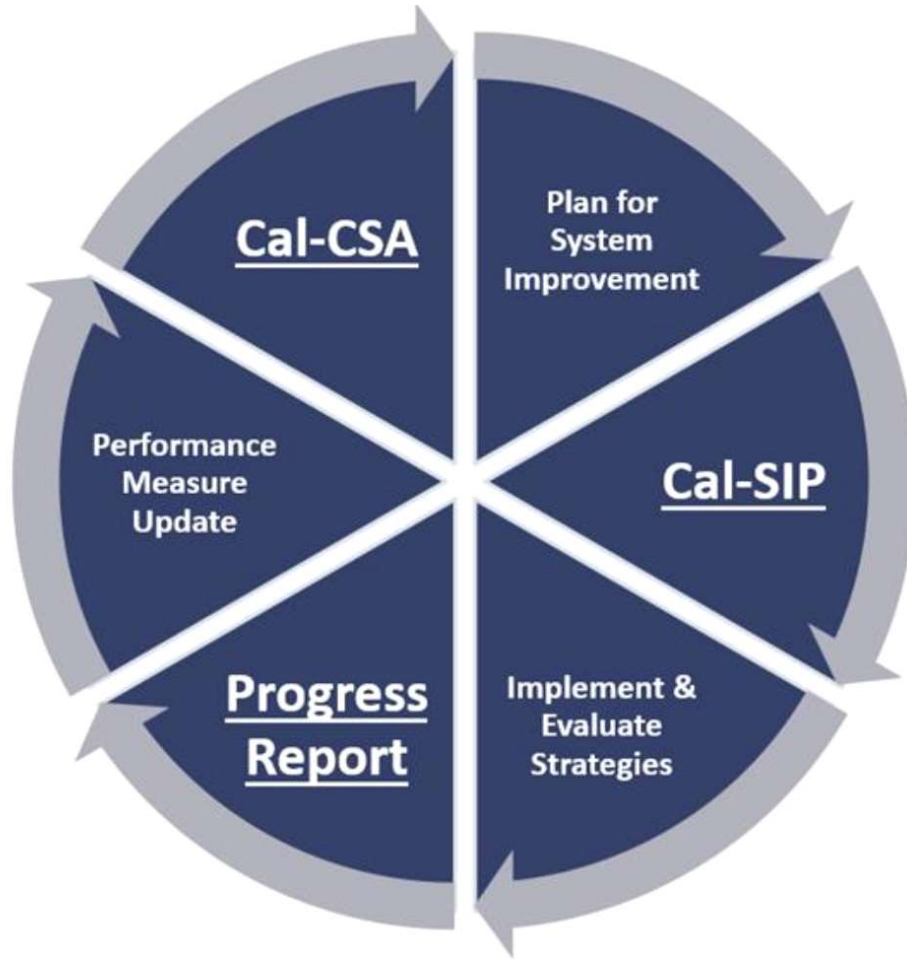 Cal-CSA
Plan for
System
Improvement
Cal-SIP
Implement &
Evaluate
Strategies
Progress
Report
Performance
Measure
Update